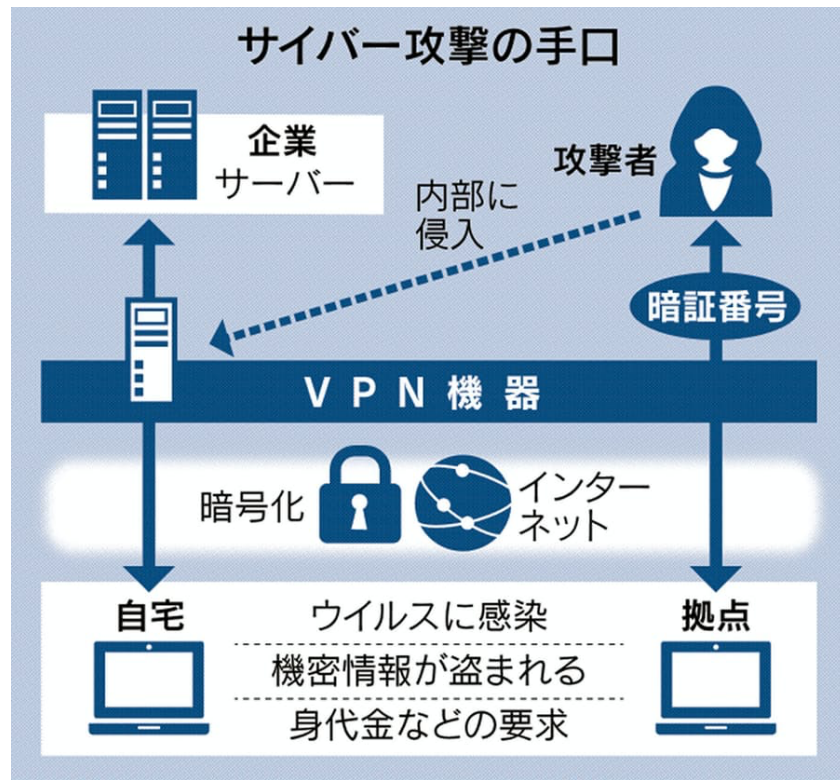 サイバー攻撃の手口
企業
サーバー
攻撃者
内部に
侵入
暗証番号
VPN機器
暗号化
インター
ネット
自宅
ウイルスに感染
拠点
機密情報が盗まれる
身代金などの要求